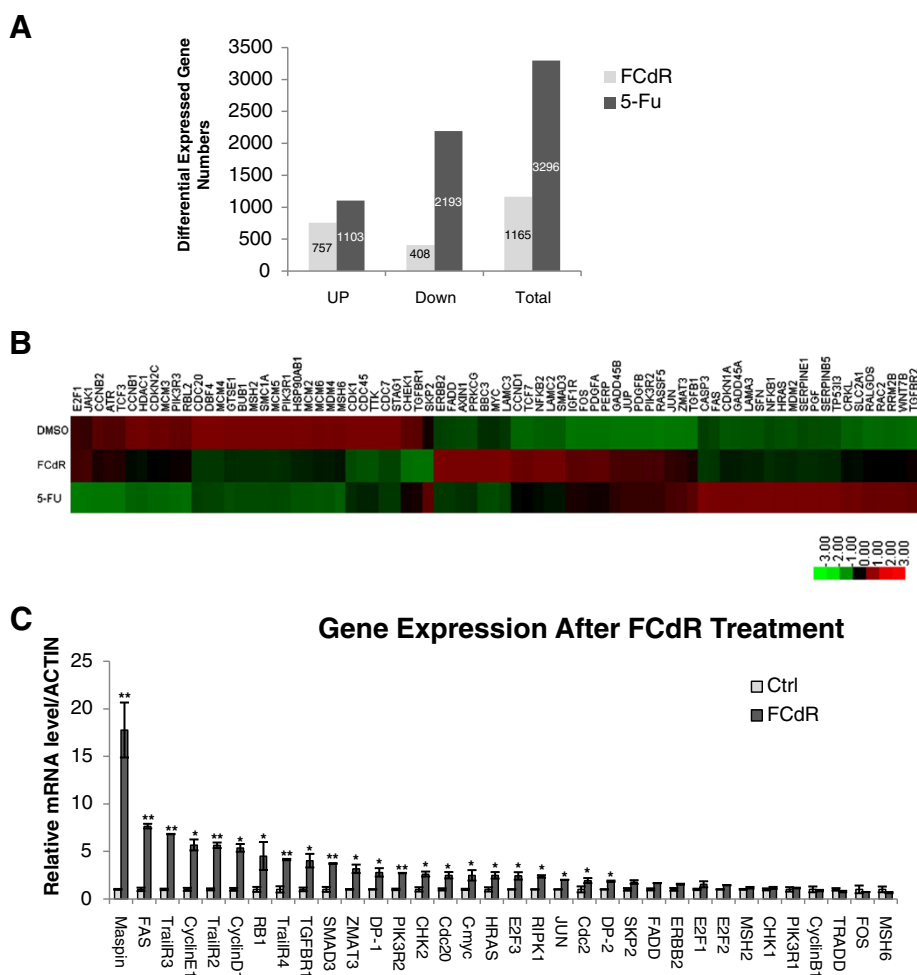 A
Differential Expressed Gene
Numbers
3500
3000
2500
2000
1500
1000
500
0
757
1103
408
2193
1165
3296
UP
Down
Total
FCdR
5-Fu
B
E2F1
JAK1
CCNB2
ATR
TCF3
CCNB1
HDAC1
CDKN2C
MCM3
PIK3R3
RBL2
CDC20
DBF4
MCM4
GTSE1
BUB1
MSH2
SMC1A
MCM5
PIK3R1
HSP90AB1
MCM2
MCM6
MDM4
MSH6
CDK1
CDC45
TTK
CDC7
STAG1
CHEK1
TGFBR1
SKP2
ERBB2
FADD
AXIN1
PRKCG
BBC3
MYC
LAMC3
CCND1
TCF7
NFKB2
LAMC2
SMAD3
IGF1R
FOS
PDGFA
PERP
GADD45B
JUP
PDGFB
PIK3R2
RASSF5
JUN
ZMAT3
TGFB1
CASP3
FAS
CDKN1A
GADD45A
LAMA3
SFN
NFKB1
HRAS
MDM2
SERPINE1
PGF
SERPINB5
TP53I3
CRKL
SLC2A1
RALGDS
RAC2
RRM2B
WNT7B
TGFBR2
DMSO
FCdR
5-FU
-3.00
-2.00
-1.00
0.00
1.00
2.00
3.00
C
Gene Expression After FCdR Treatment
Relative mRNA level/ACTIN
25
20
15
10
5
0
Ctrl
FCdR
**
**
**
*
**
*
*
**
*
**
*
*
**
*
*
*
*
*
*
*
*
*
Maspin
FAS
TrailR3
CyclinE1
TrailR2
CyclinD1
RB1
TrailR4
TGFBR1
SMAD3
ZMAT3
DP-1
PIK3R2
CHK2
Cdc20
Cmyc
HRAS
E2F3
RIPK1
JUN
Cdc2
DP-2
SKP2
FADD
ERBB2
E2F1
E2F2
MSH2
CHK1
PIK3R1
CyclinB1
TRADD
FOS
MSH6